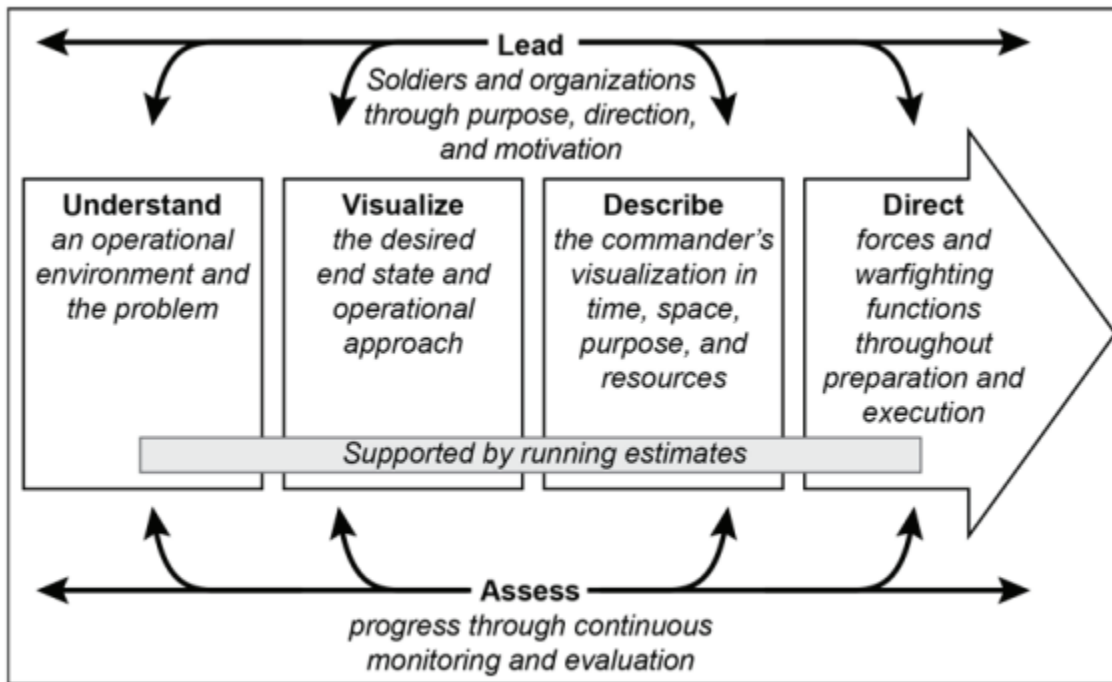 Lead
Soldiers and organizations
through purpose, direction,
and motivation
Understand
an operational
environment and
the problem
Visualize
the desired
end state and
operational
approach
Describe
the commander's
visualization in
time, space,
purpose, and
resources
Direct
forces and
warfighting
functions
throughout
preparation and
execution
Supported by running estimates
Assess
progress through continuous
monitoring and evaluation